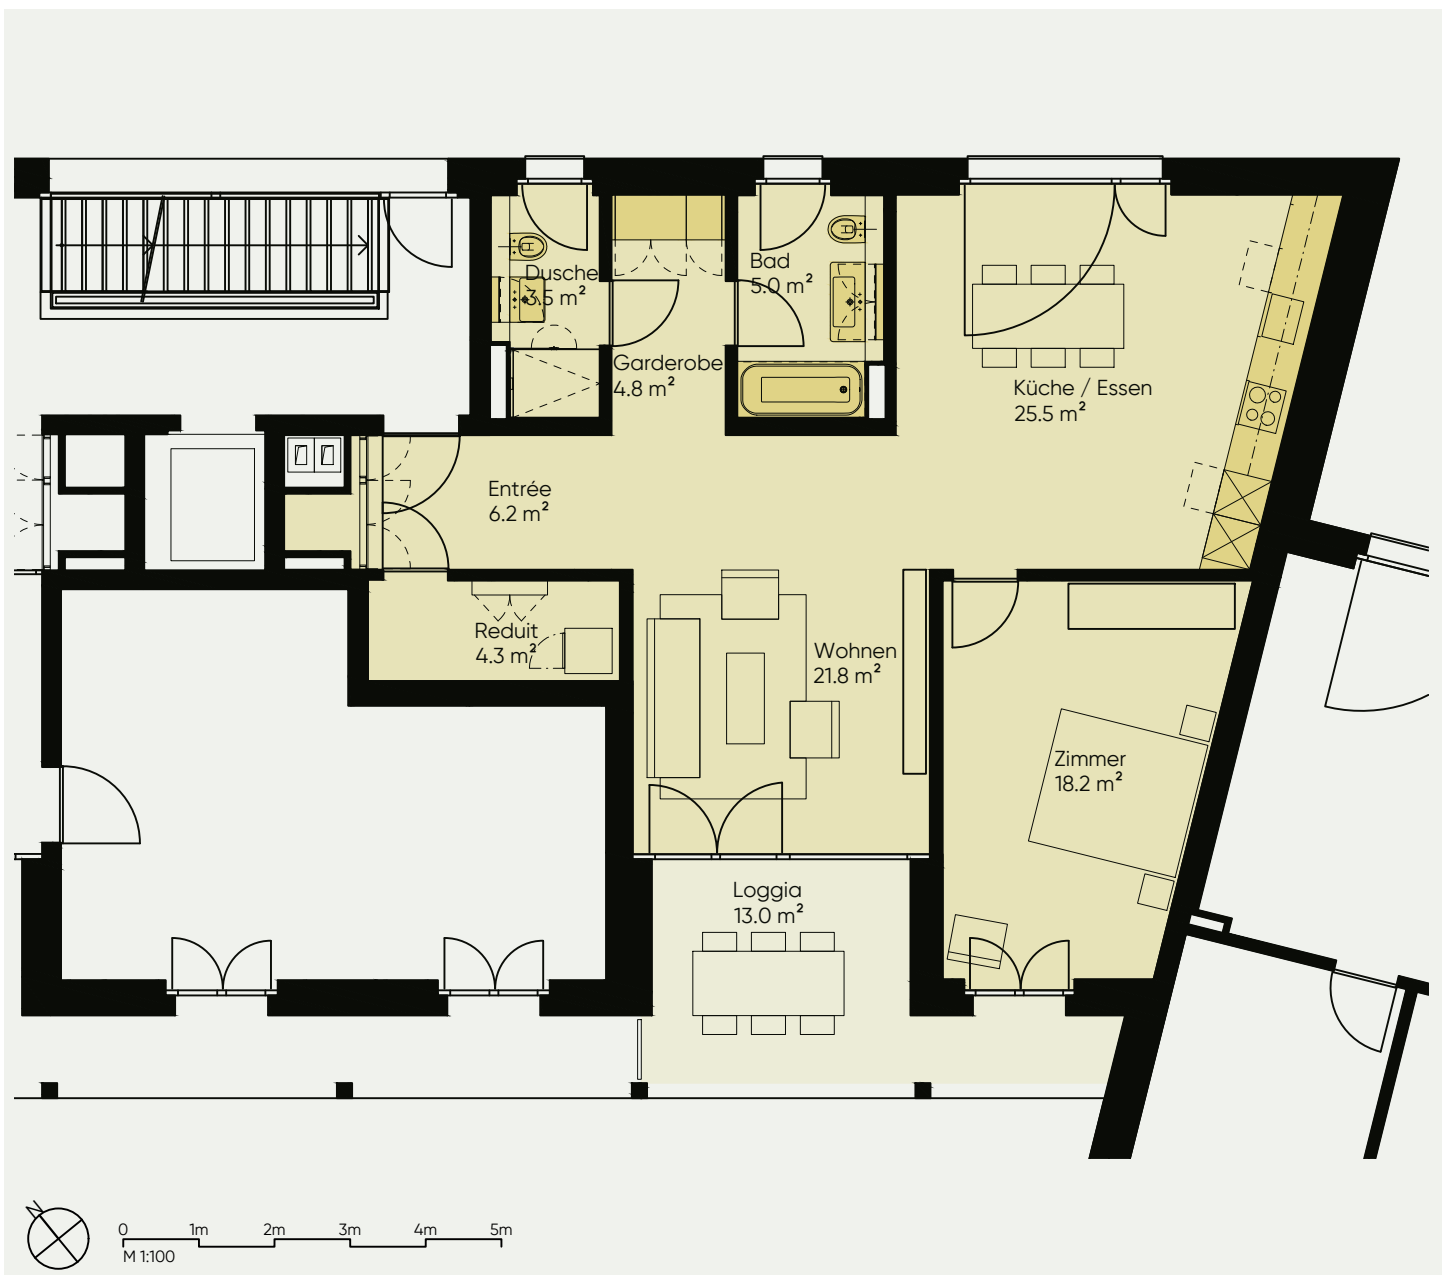 Dusche
3.5 m²
Bad
5.0 m²
Garderobe
4.8 m²
Küche / Essen
25.5 m²
Entrée
6.2 m²
Reduit
4.3 m²
Wohnen
21.8 m²
Zimmer
18.2 m²
Loggia
13.0 m²
N
0 1m 2m 3m 4m 5m
M 1:100